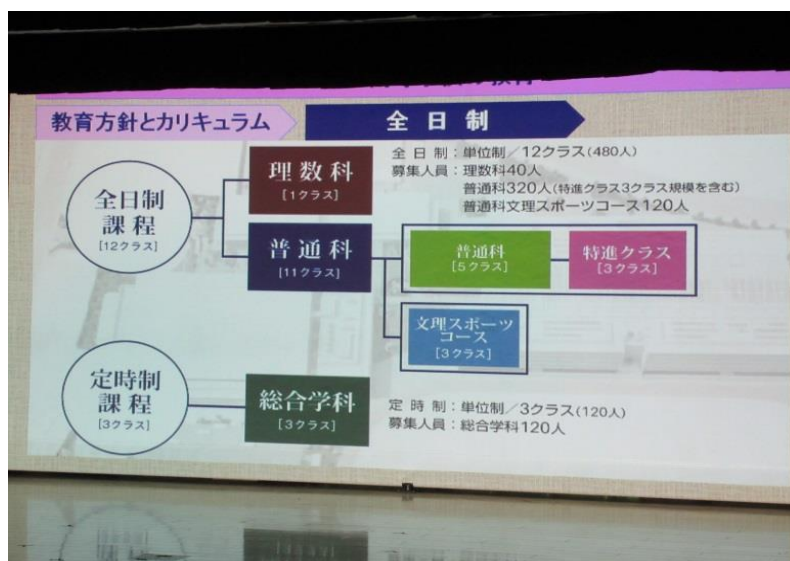 教育方針とカリキュラム
全日制
全日制：単位制／12クラス(480人)
募集人員：理数科40人
普通科320人(特進クラス3クラス規模を含む)
普通科文理スポーツコース120人
全日制
課程
[12クラス]
理数科
[1クラス]
普通科
[11クラス]
普通科
[5クラス]
特進クラス
[3クラス]
文理スポーツ
コース
[3クラス]
定時制
課程
[3クラス]
総合学科
[3クラス]
定時制：単位制／3クラス(120人)
募集人員：総合学科120人